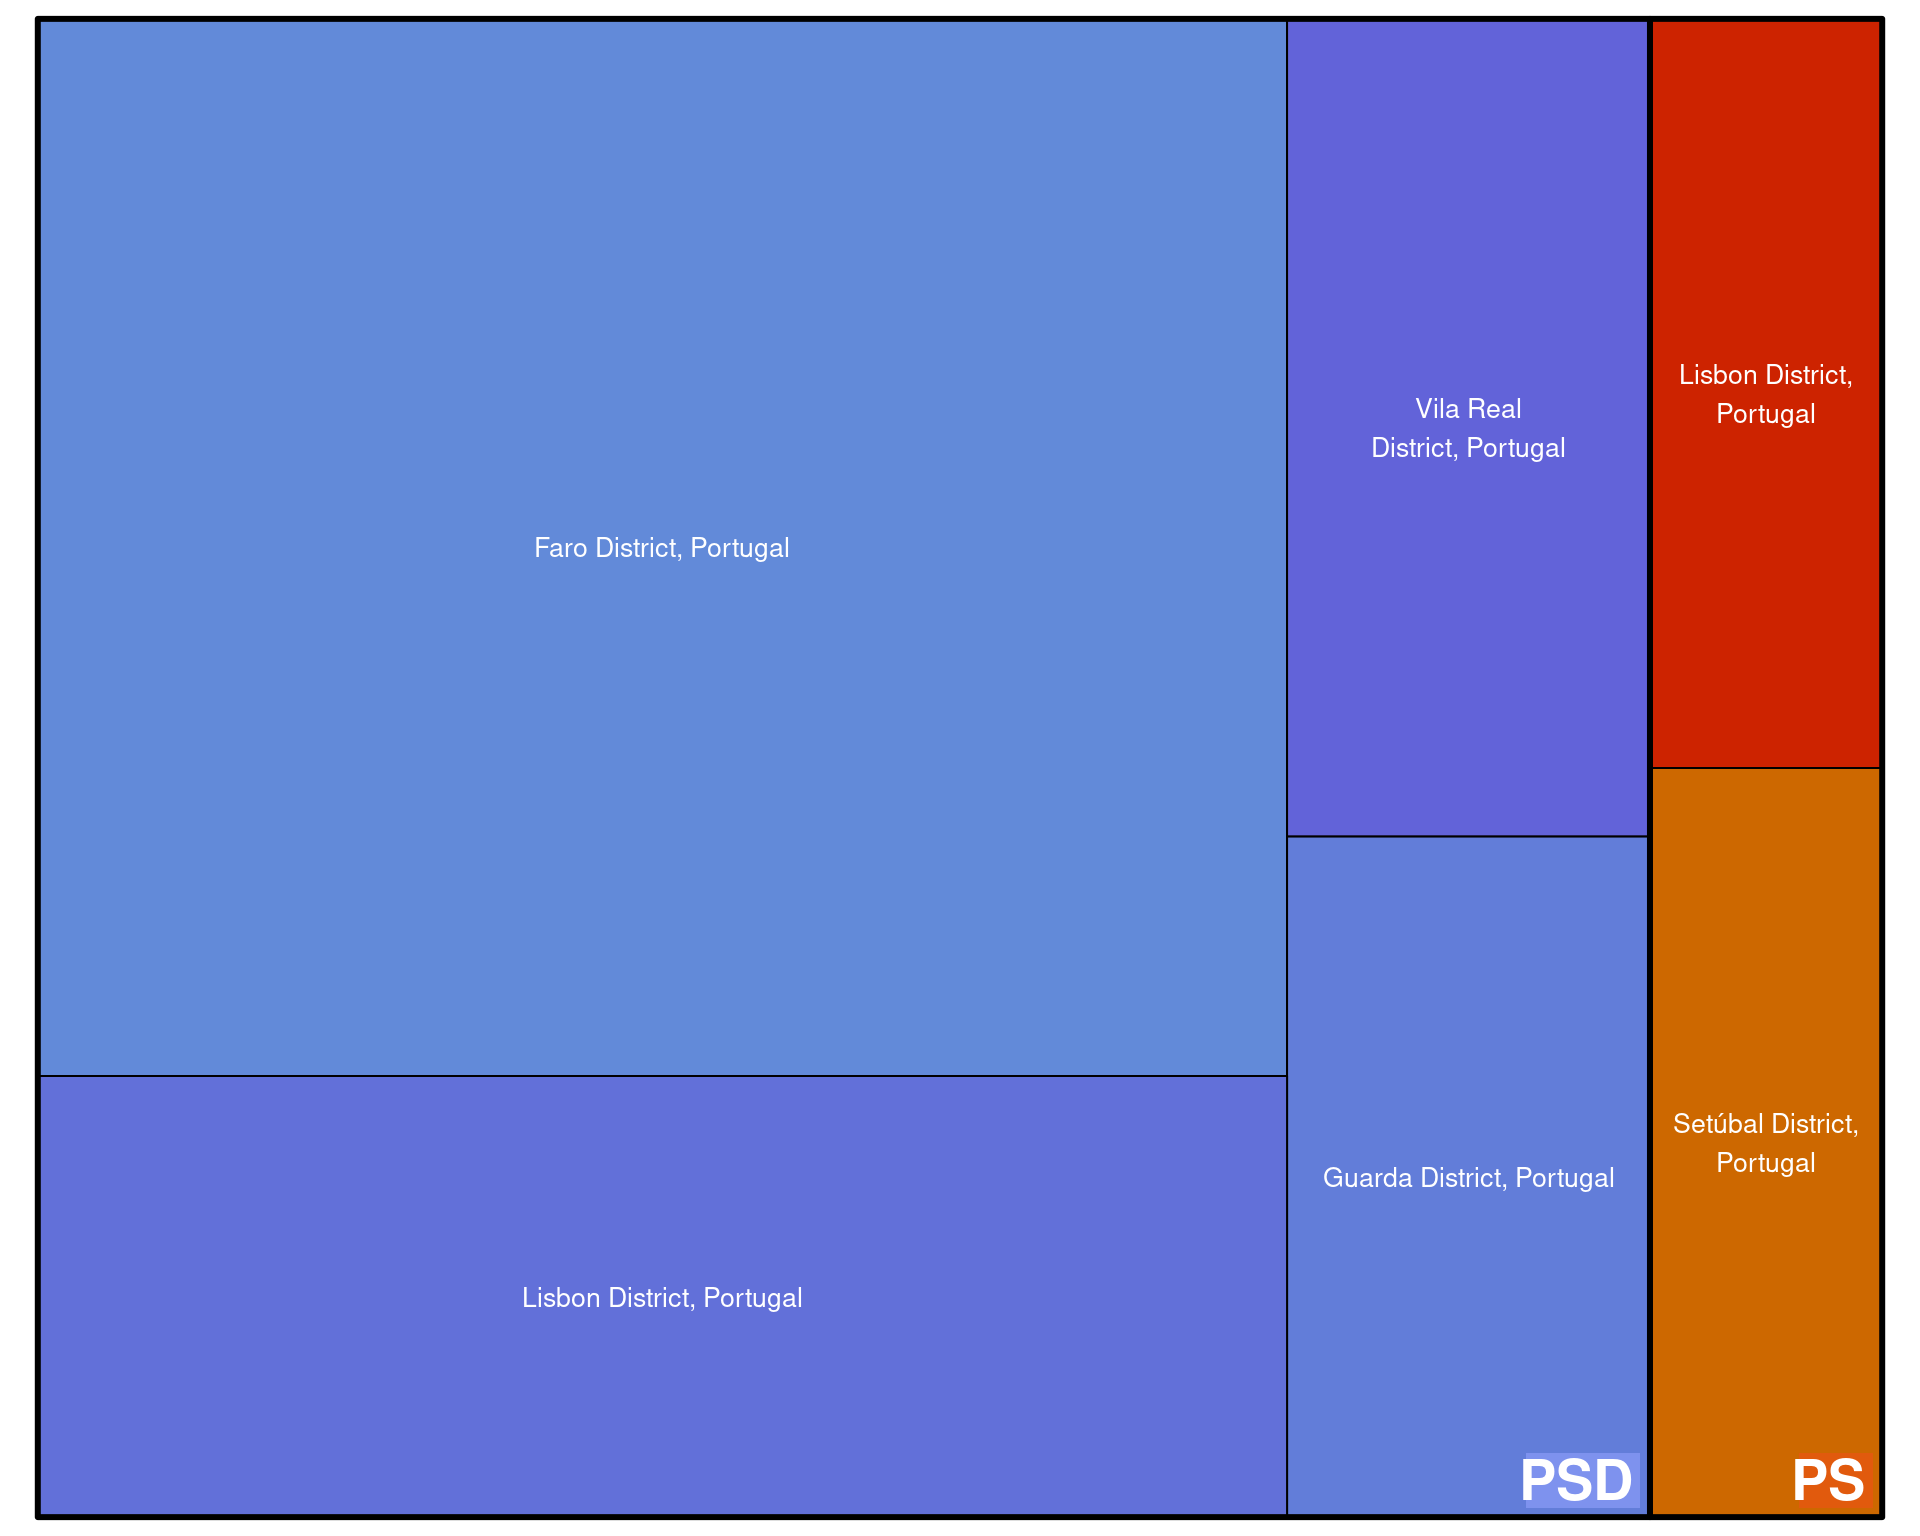 Faro District, Portugal
Lisbon District, Portugal
Vila Real
District, Portugal
Guarda District, Portugal
PSD
Lisbon District,
Portugal
Setúbal District,
Portugal
PS